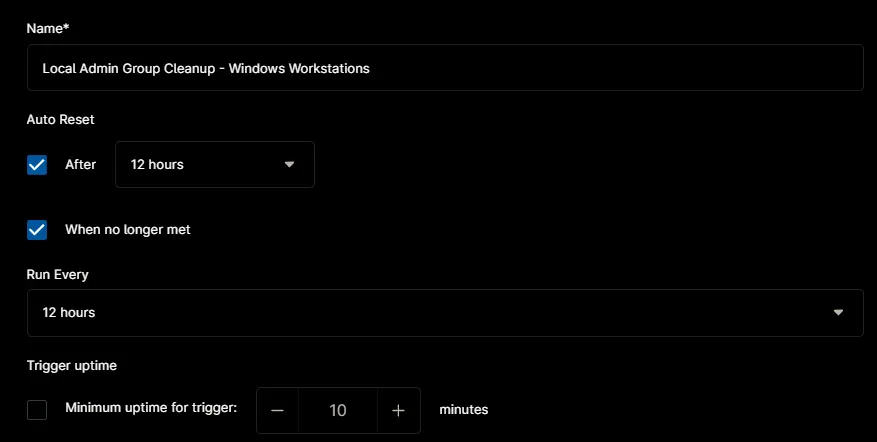 Name*
Local Admin Group Cleanup - Windows Workstations
Auto Reset
After 12 hours
When no longer met
Run Every
12 hours
Trigger uptime
Minimum uptime for trigger: − 10 + minutes